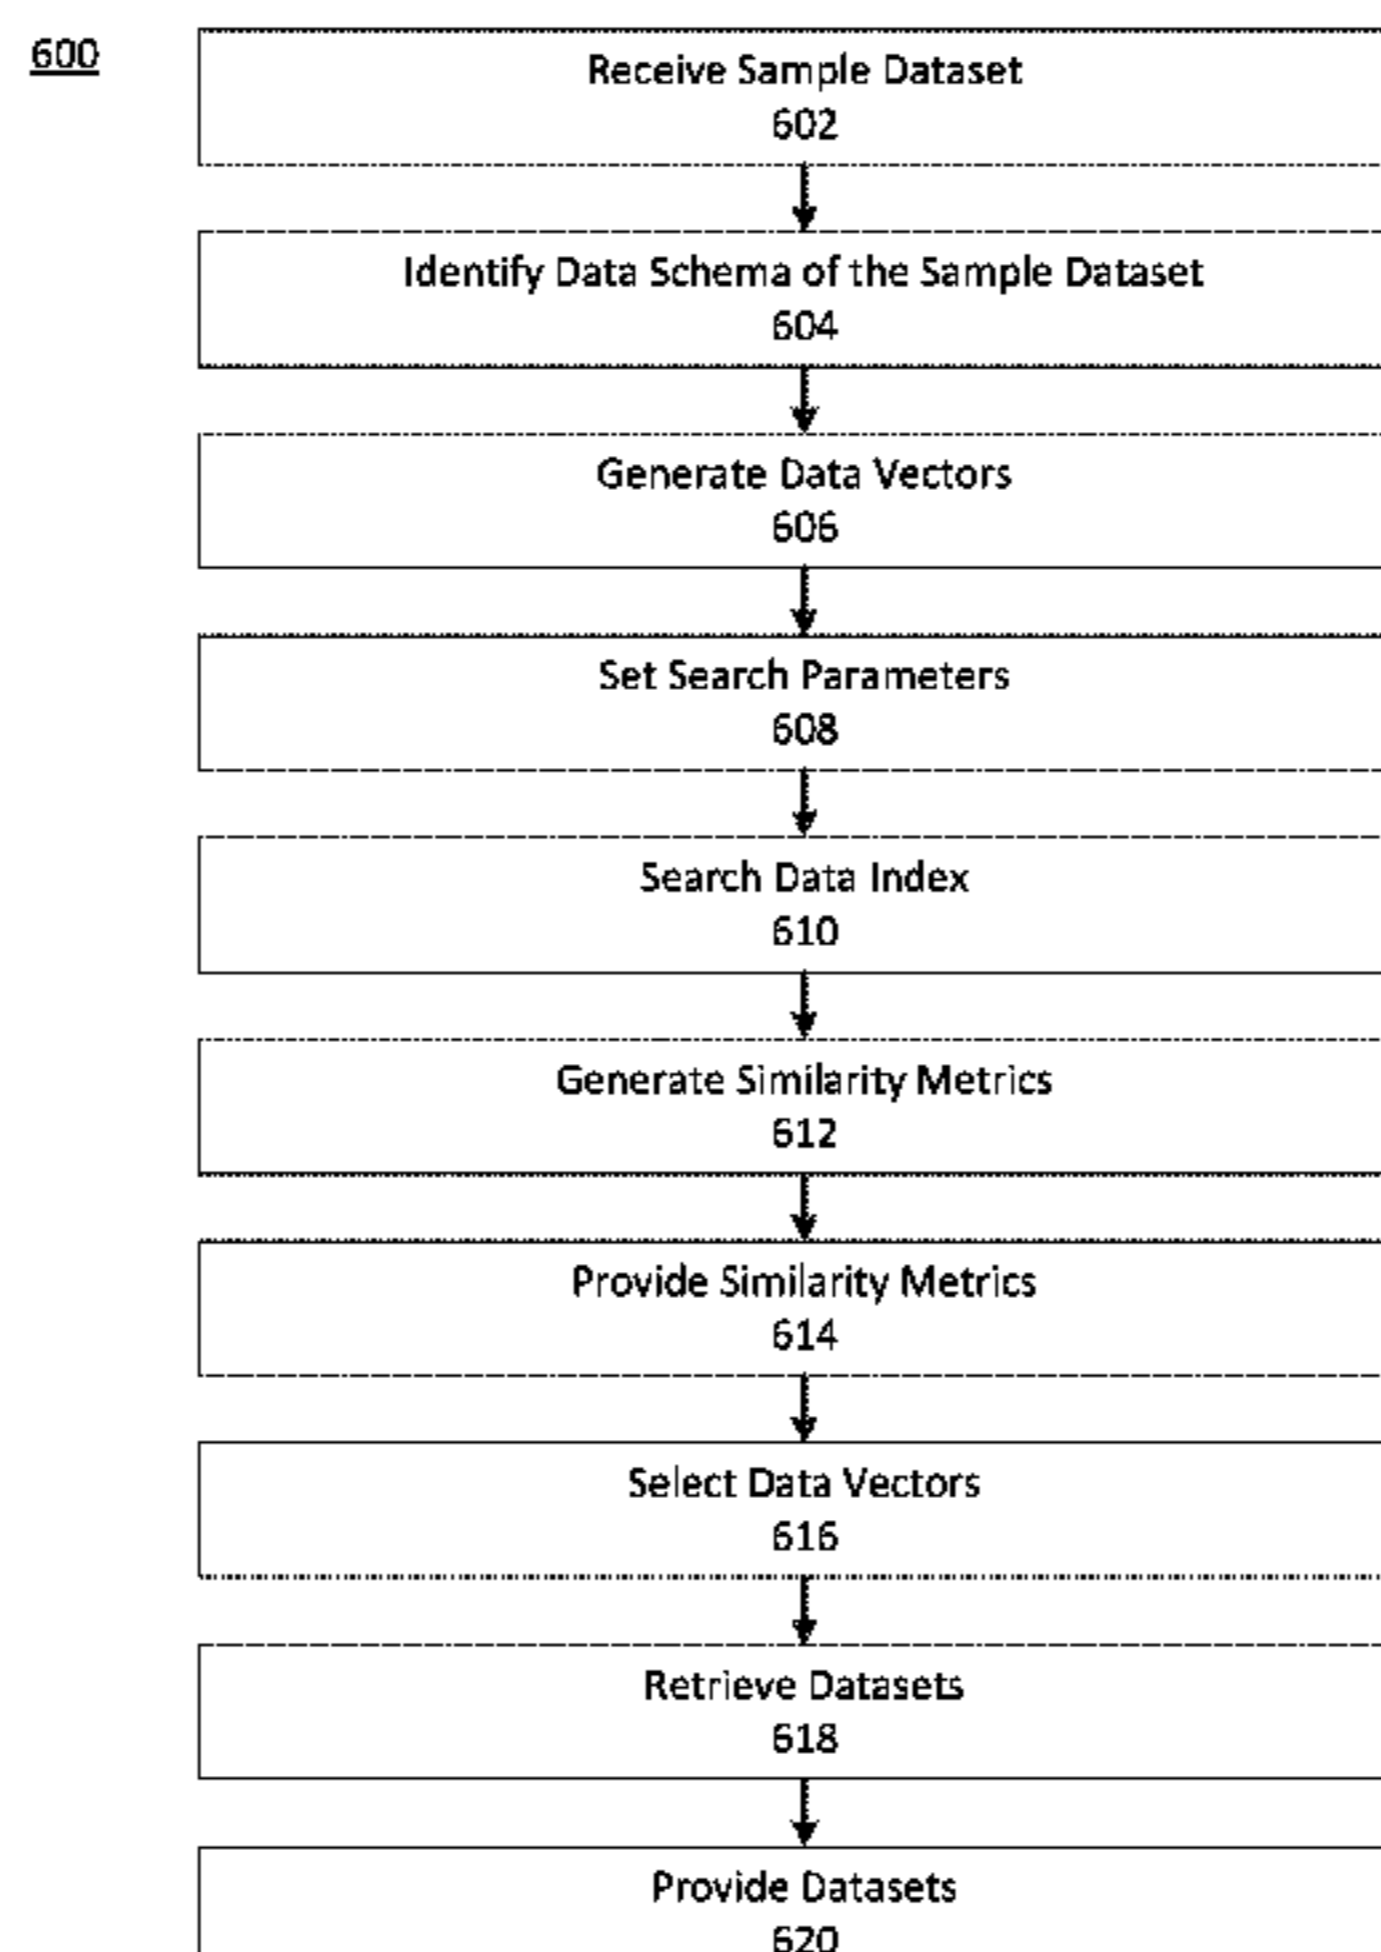 600
Receive Sample Dataset
602
Identify Data Schema of the Sample Dataset
604
Generate Data Vectors
606
Set Search Parameters
608
Search Data Index
610
Generate Similarity Metrics
612
Provide Similarity Metrics
614
Select Data Vectors
616
Retrieve Datasets
618
Provide Datasets
620